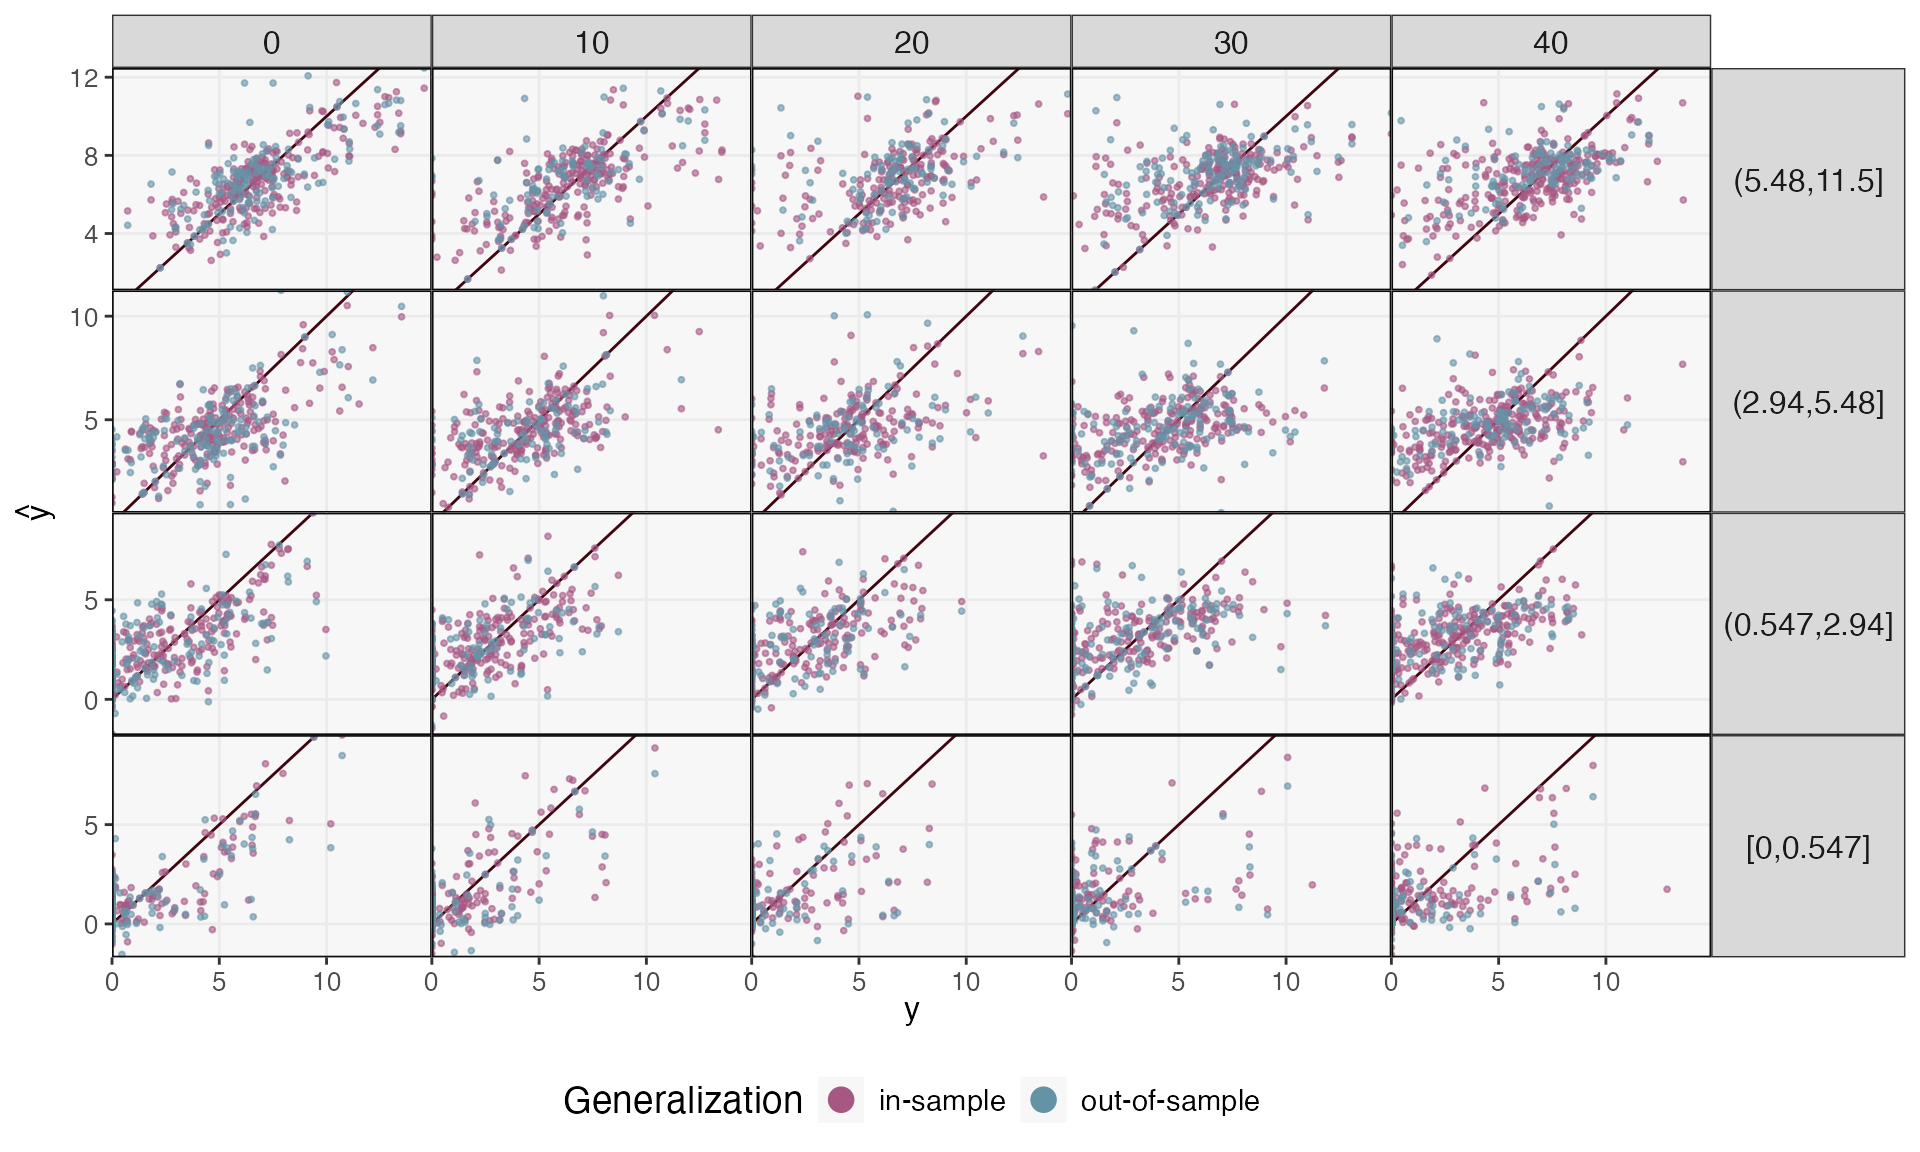 0 10 20 30 40
12
8
4
(5.48,11.5]
10
5
(2.94,5.48]
ŷ
5
0
(0.547,2.94]
5
0
[0,0.547]
0 5 10 0 5 10 0 5 10 0 5 10 0 5 10
y
Generalization in-sample out-of-sample